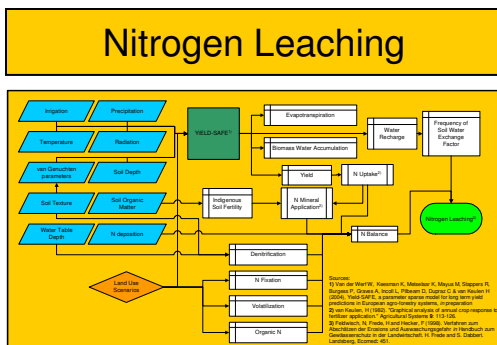 Nitrogen Leaching
Irrigation
Precipitation
Temperature
Radiation
van Genuchten
parameters
Soil Depth
Soil Texture
Soil Organic
Matter
Water Table
Depth
N deposition
Land Use
Scenarios
YIELD-SAFE1)
Indigenous
Soil Fertility
Evapotranspiration
Biomass Water Accumulation
Yield
N Uptake2)
N Mineral
Application2)
Denitrification
N Fixation
Volatilization
Organic N
Water
Recharge
Frequency of
Soil Water
Exchange
Factor
N Balance
Nitrogen Leaching3)
Sources:
1) Van der Werf W, Keesman K, Metselaar K, Mayus M, Stappers R,
Burgess P, Graves A, Incoll L, Pilbeam D, Dupraz C & van Keulen H
(2004), Yield-SAFE, a parameter sparse model for long term yield
predictions in European agro-forestry systems, in preparation
2) van Keulen, H (1982). "Graphical analysis of annual crop response to
fertiliser application." Agricultural Systems 9: 113-126.
3) Feldwisch, N, Frede, H and Hecker, F (1998). Verfahren zum
Abschätzen der Erosions und Auswaschungsgefahr in Handbuch zum
Gewässerschutz in der Landwirtschaft. H. Frede and S. Dabbert.
Landsberg, Ecomed: 451.